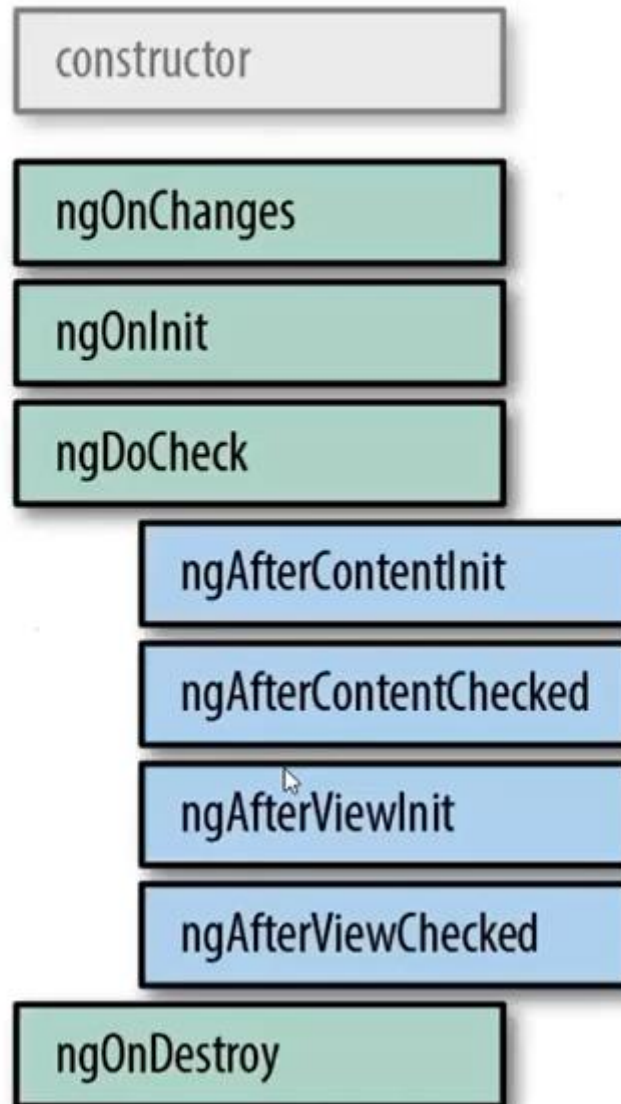 constructor
ngOnChanges
ngOnInit
ngDoCheck
ngAfterContentInit
ngAfterContentChecked
ngAfterViewInit
ngAfterViewChecked
ngOnDestroy